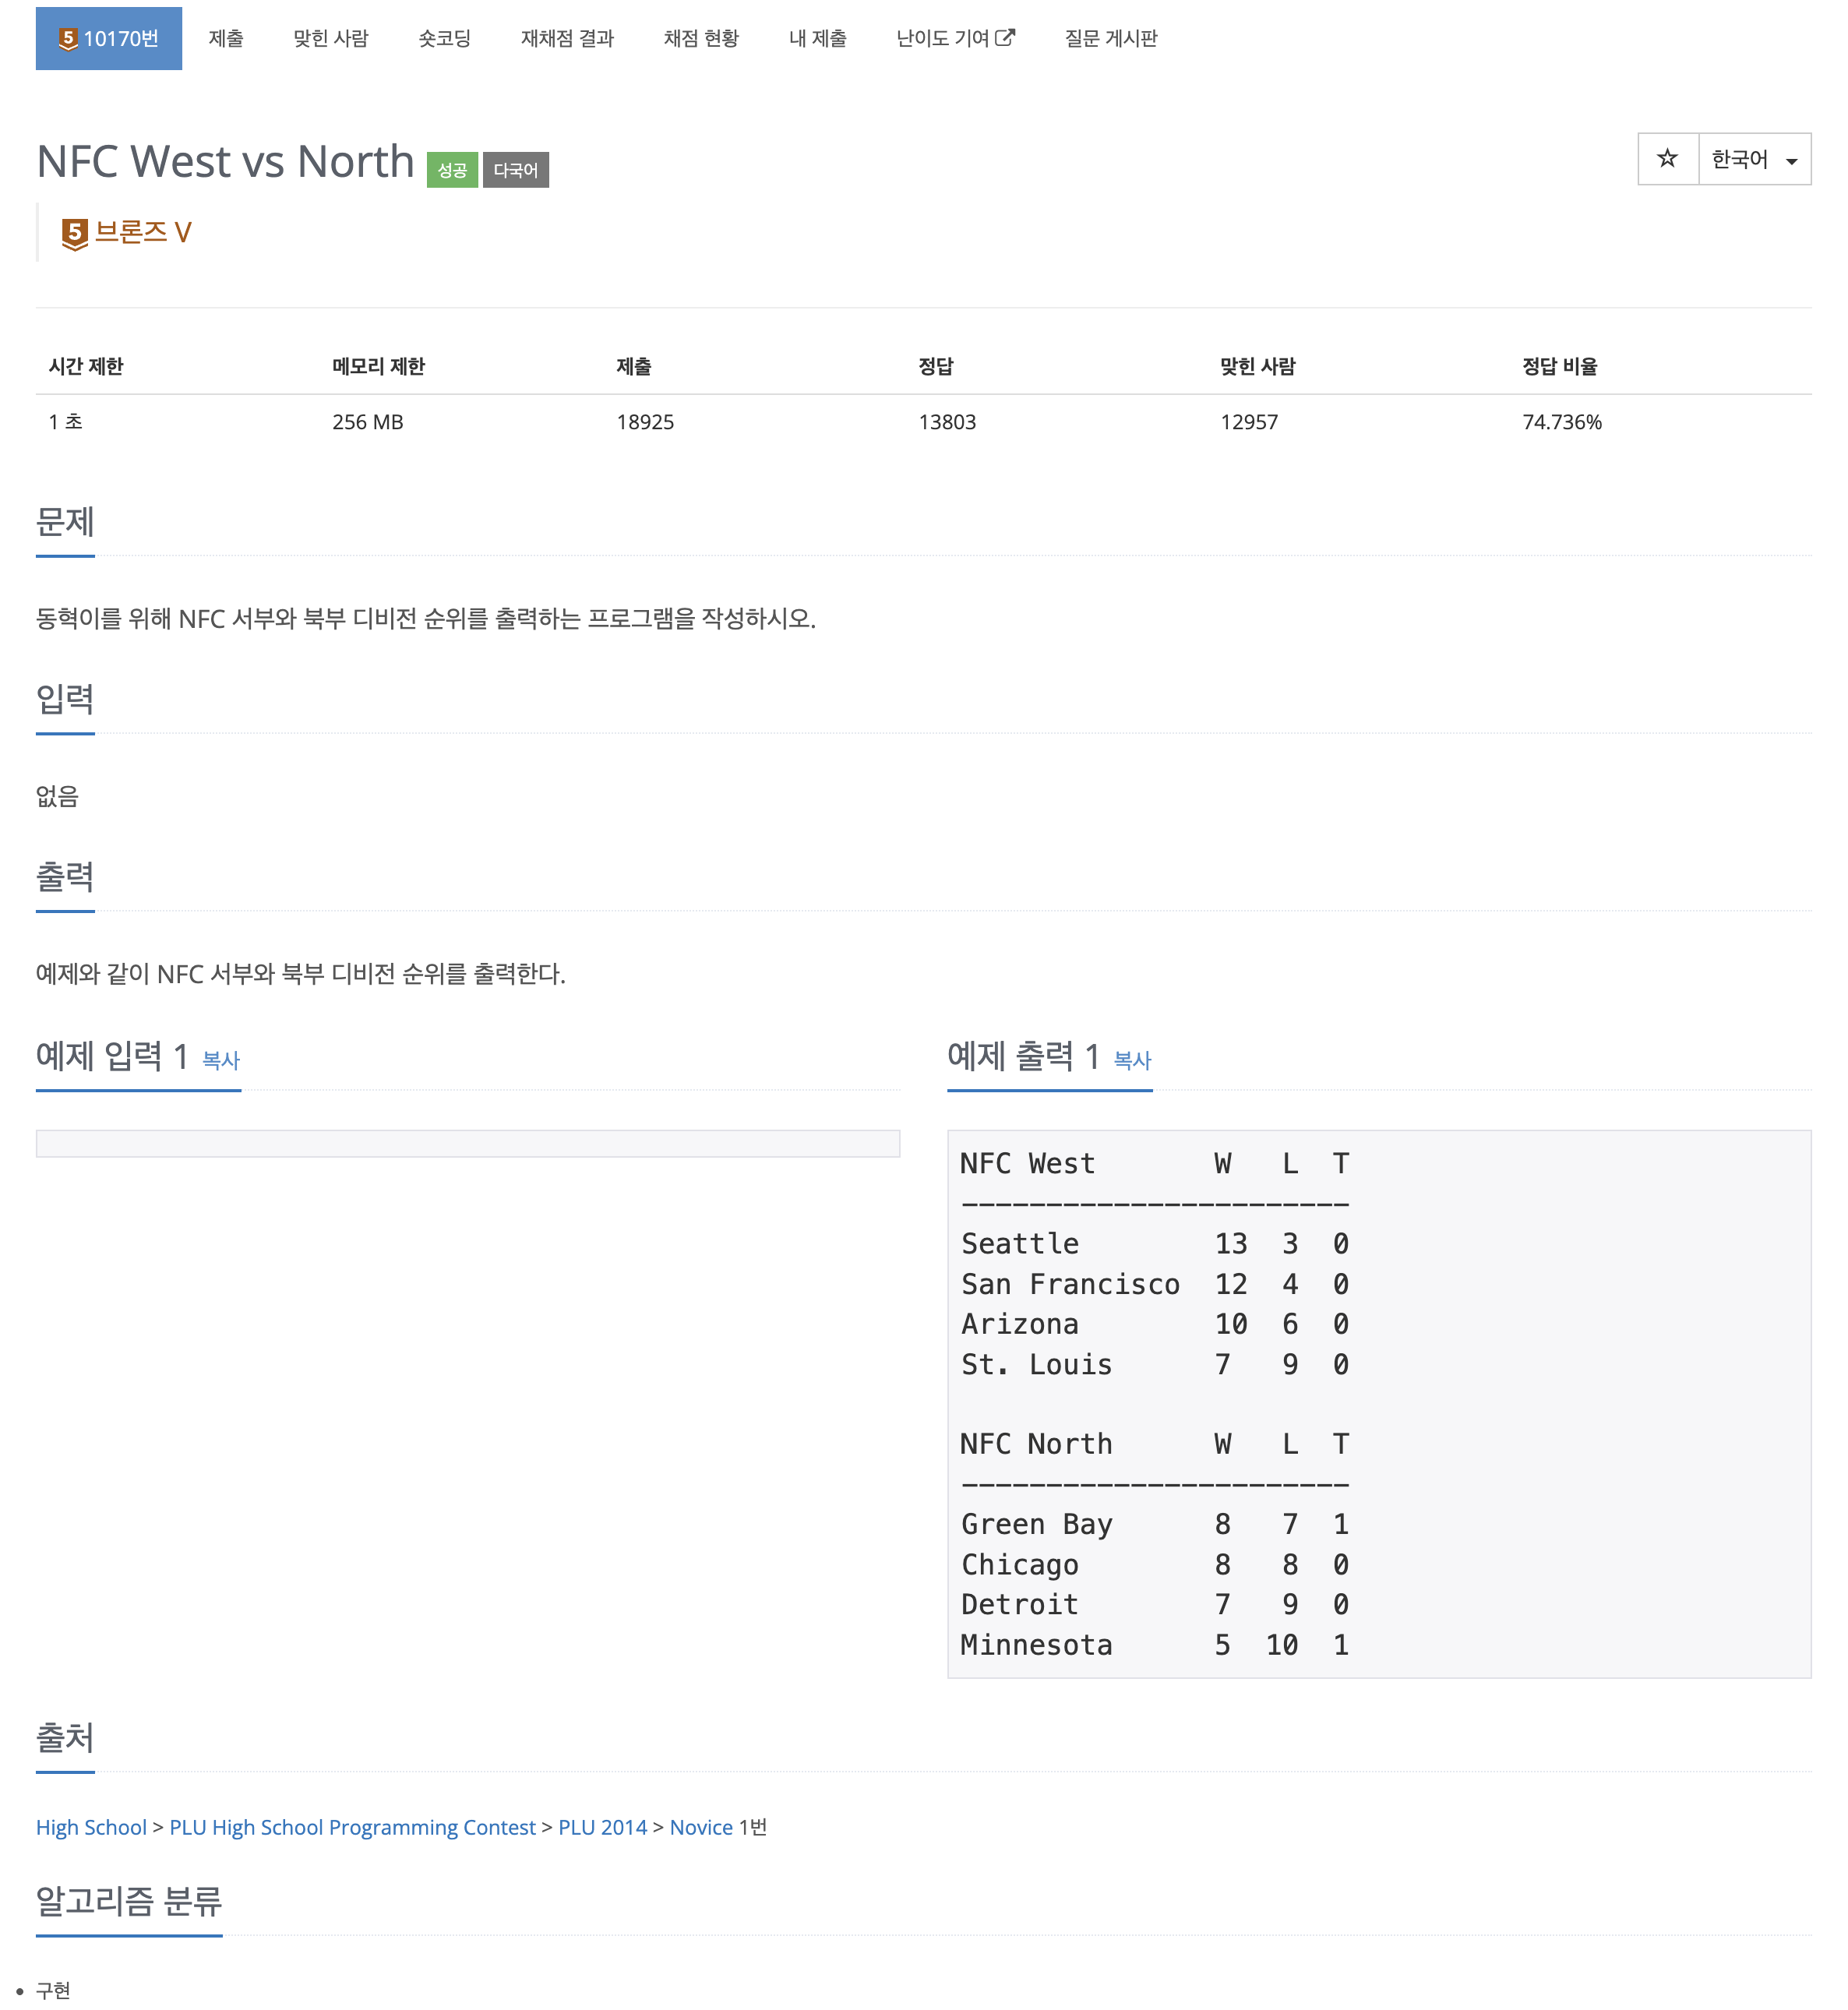 5 10170번 제출 맞힌 사람 숏코딩 재채점 결과 채점 현황 내 제출 난이도 기여 질문 게시판
NFC West vs North 성공 다국어 ☆ 한국어
5 브론즈 V
시간 제한 메모리 제한 제출 정답 맞힌 사람 정답 비율
1 초 256 MB 18925 13803 12957 74.736%
문제
동혁이를 위해 NFC 서부와 북부 디비전 순위를 출력하는 프로그램을 작성하시오.
입력
없음
출력
예제와 같이 NFC 서부와 북부 디비전 순위를 출력한다.
예제 입력 1 복사
예제 출력 1 복사
NFC West       W   L  T
-----------------------
Seattle        13  3  0
San Francisco  12  4  0
Arizona        10  6  0
St. Louis      7   9  0

NFC North      W   L  T
-----------------------
Green Bay      8   7  1
Chicago        8   8  0
Detroit        7   9  0
Minnesota      5  10  1
출처
High School > PLU High School Programming Contest > PLU 2014 > Novice 1번
알고리즘 분류
• 구현